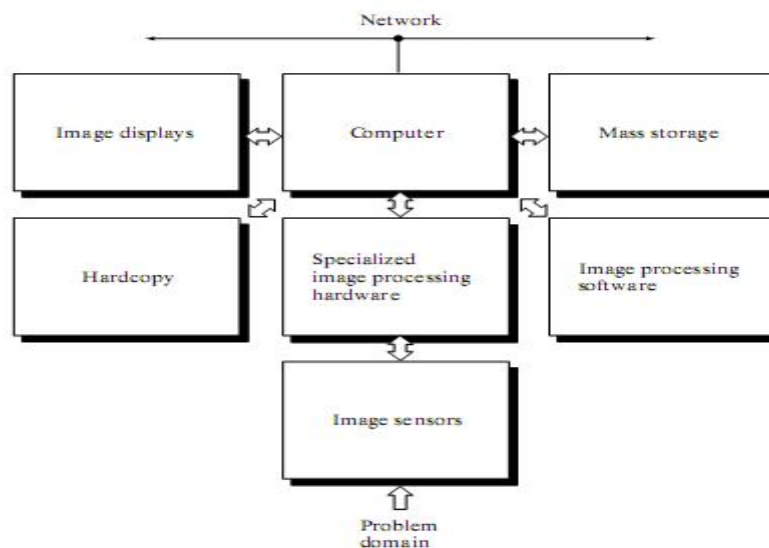 Network
Image displays
Computer
Mass storage
Hardcopy
Specialized
image processing
hardware
Image processing
software
Image sensors
Problem
domain